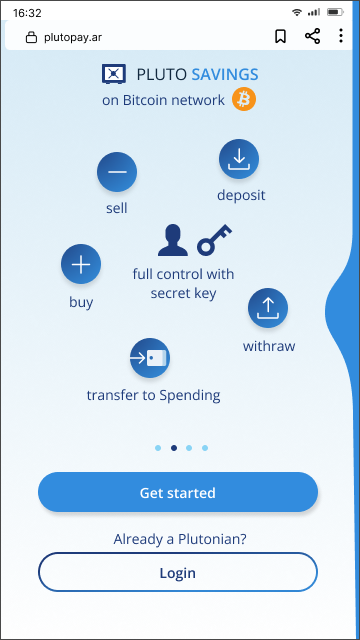 16:32
plutopay.ar
PLUTO SAVINGS
on Bitcoin network
sell
deposit
full control with
secret key
buy
withraw
transfer to Spending
Get started
Already a Plutonian?
Login